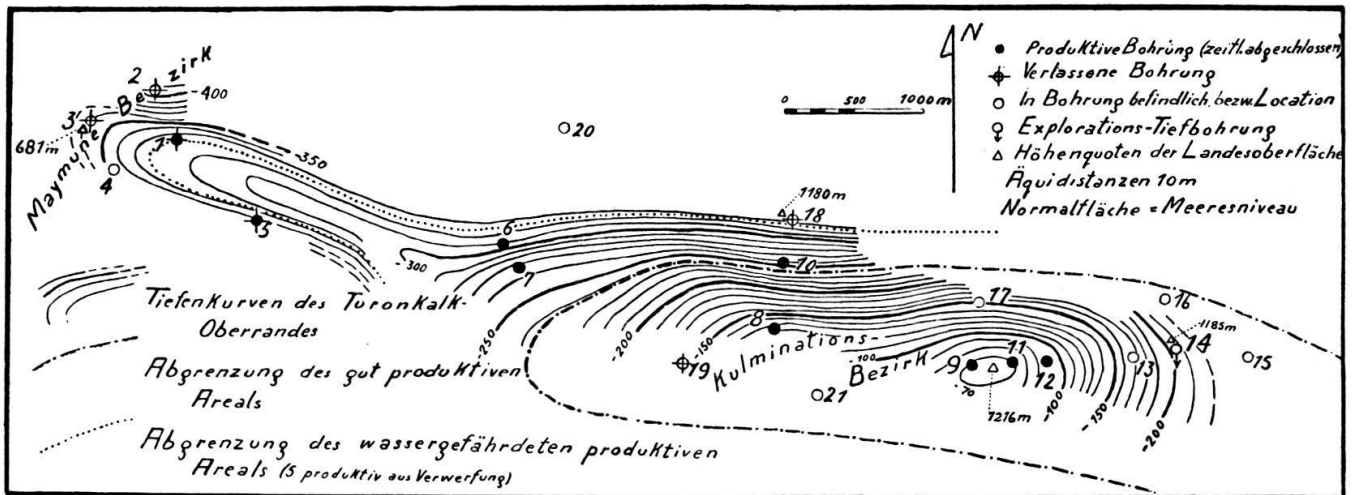 N
Produktive Bohrung (zeitl. abgeschlossen)
Verlassene Bohrung
In Bohrung befindlich, bezw. Location
Explorations-Tiefbohrung
Höhenquoten der Landesoberfläche
Äquidistanzen 10m
Normalfläche = Meeresniveau
0 500 1000 m
Maymune Bezirk
2
-400
3
681m
1
4
5
-350
20
1180m
18
6
7
-300
10
17
16
1185m
14
15
13
8
-250
-200
-150
19
Kulminations-
Bezirk
-100
9
11
12
-70
1216m
-100
-150
-200
21
Tiefenkurven des Turonkalk-
Oberrandes
Abgrenzung des gut produktiven
Areals
Abgrenzung des wassergefährdeten produktiven
Areals (5 produktiv aus Verwerfung)